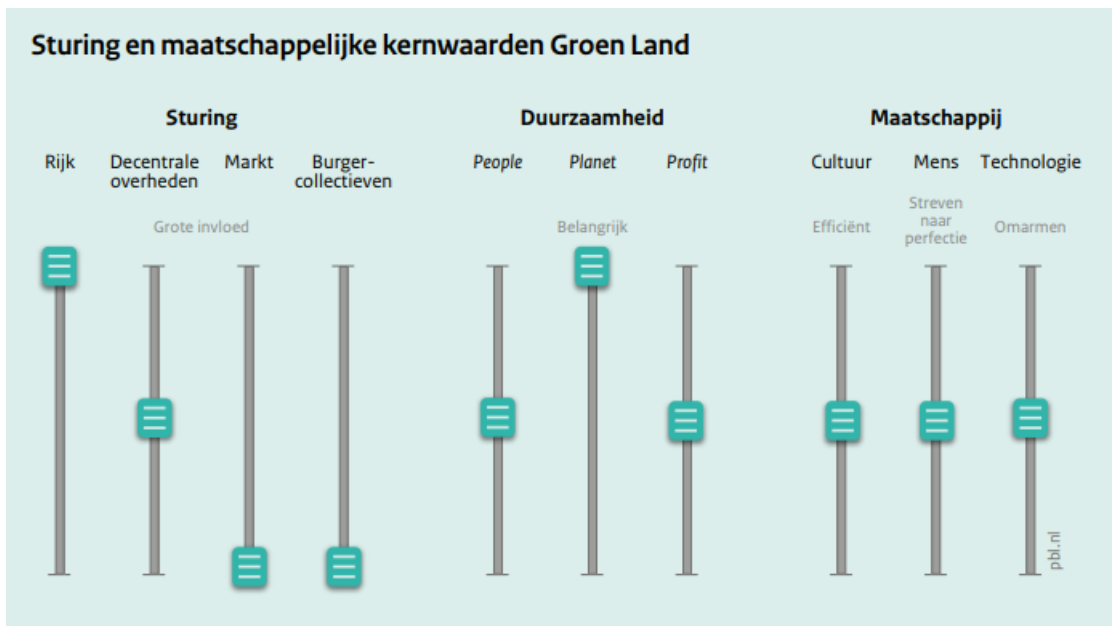 Sturing en maatschappelijke kernwaarden Groen Land
Sturing
Rijk
Decentrale
overheden
Markt
Burger-
collectieven
Grote invloed
Duurzaamheid
People
Planet
Profit
Belangrijk
Maatschappij
Cultuur
Mens
Technologie
Efficiënt
Streven
naar
perfectie
Omarmen
pbl.nl